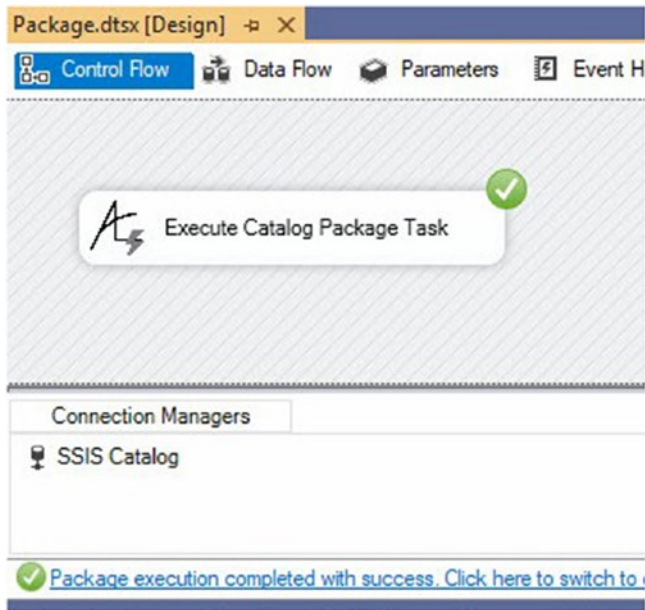 Package.dtsx [Design]
Control Flow Data Flow Parameters Event H
Execute Catalog Package Task
Connection Managers
SSIS Catalog
Package execution completed with success. Click here to switch to